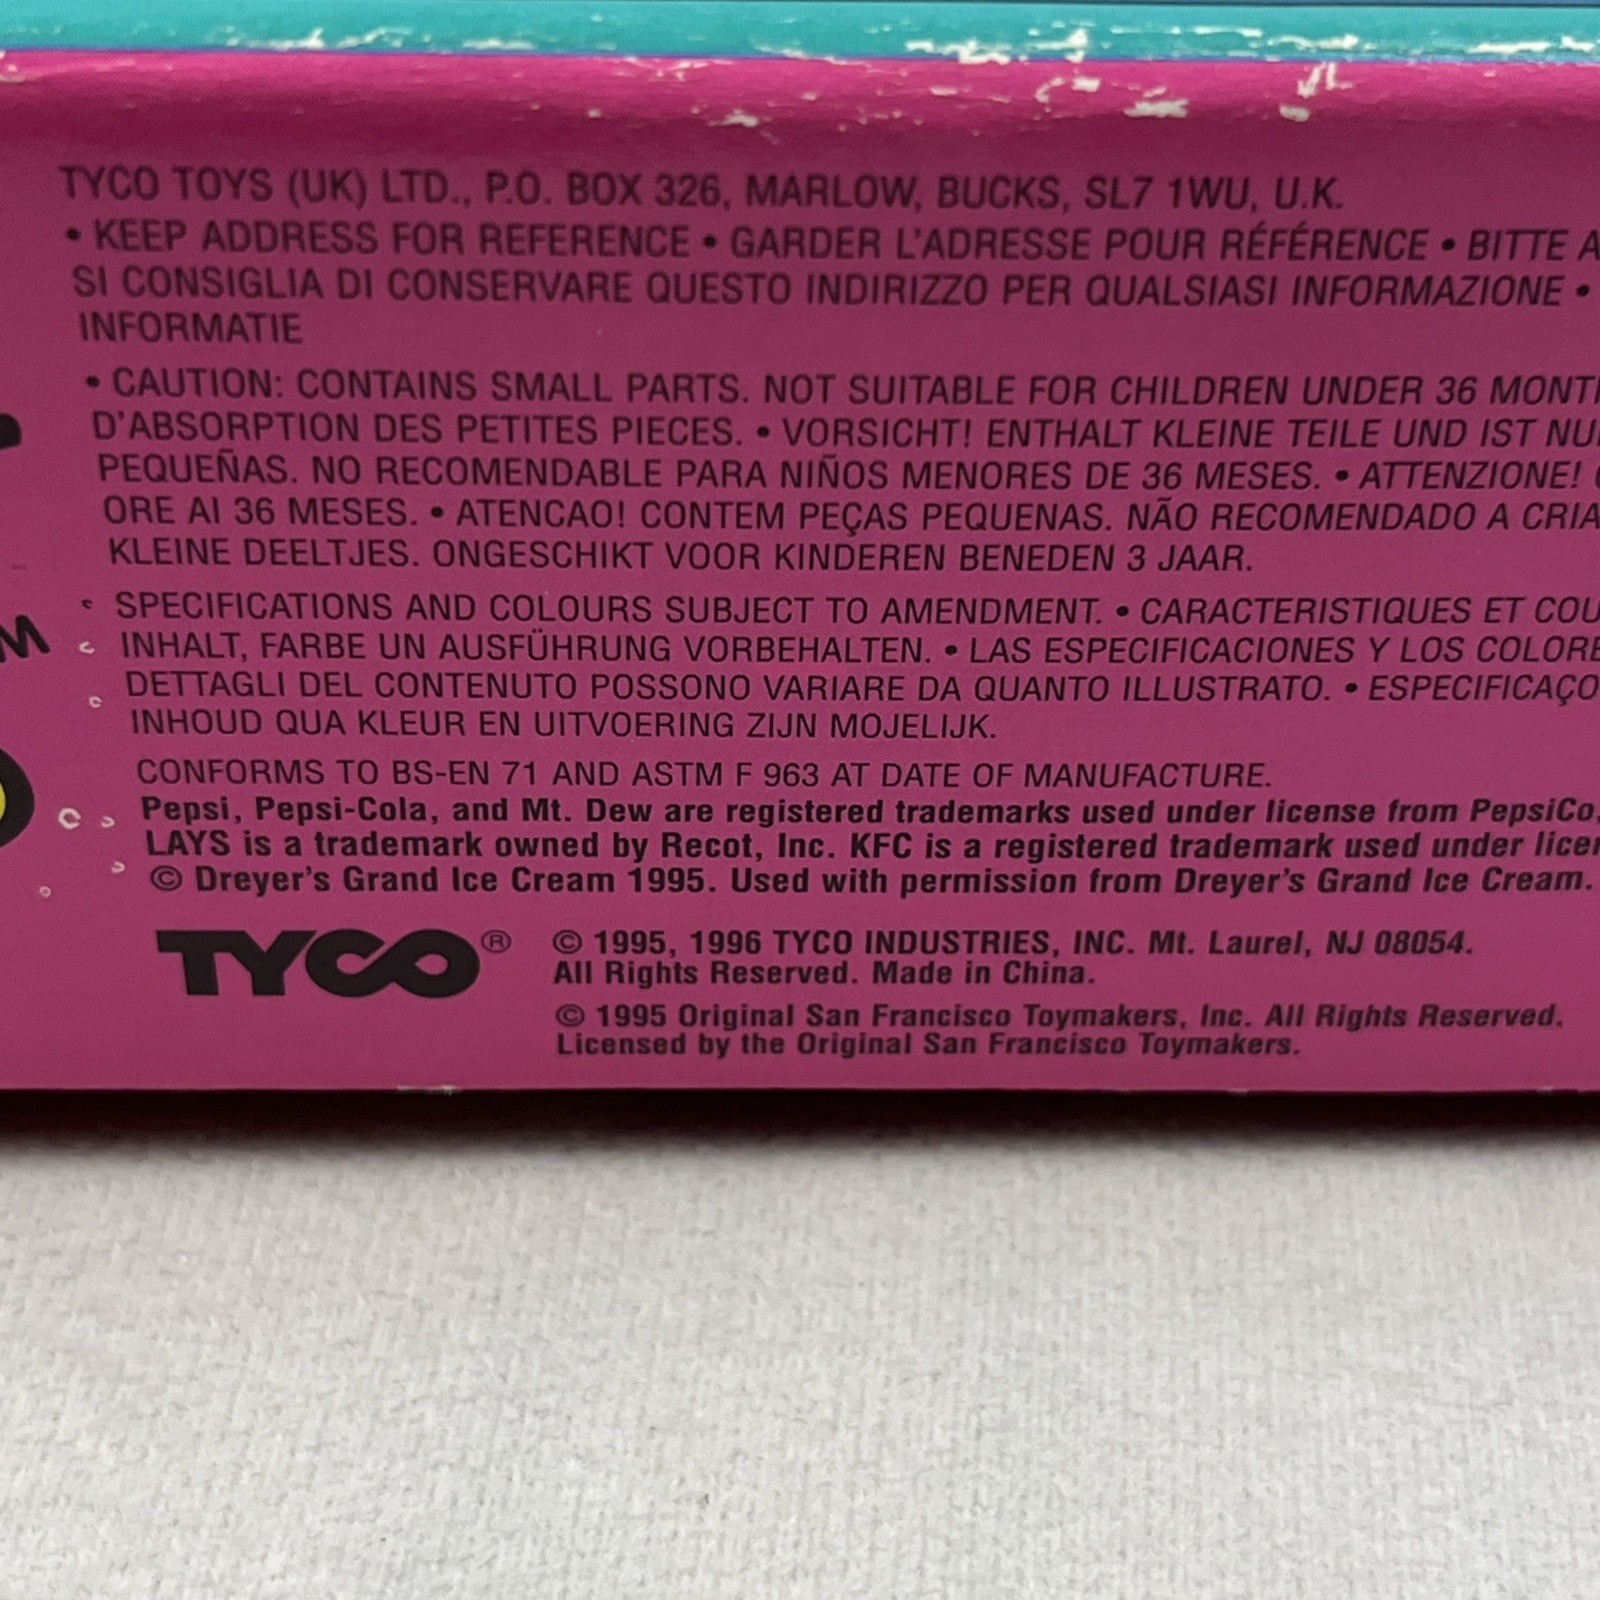 TYCO TOYS (UK) LTD., P.O. BOX 326, MARLOW, BUCKS, SL7 1WU, U.K.
• KEEP ADDRESS FOR REFERENCE • GARDER L'ADRESSE POUR RÉFÉRENCE • BITTE A
SI CONSIGLIA DI CONSERVARE QUESTO INDIRIZZO PER QUALSIASI INFORMAZIONE •
INFORMATIE
• CAUTION: CONTAINS SMALL PARTS. NOT SUITABLE FOR CHILDREN UNDER 36 MONT
D'ABSORPTION DES PETITES PIECES. • VORSICHT! ENTHALT KLEINE TEILE UND IST NU
PEQUEÑAS. NO RECOMENDABLE PARA NIÑOS MENORES DE 36 MESES. • ATTENZIONE!
ORE AI 36 MESES. • ATENCAO! CONTEM PEÇAS PEQUENAS. NÃO RECOMENDADO A CRIA
KLEINE DEELTJES. ONGESCHIKT VOOR KINDEREN BENEDEN 3 JAAR.
SPECIFICATIONS AND COLOURS SUBJECT TO AMENDMENT. • CARACTERISTIQUES ET COU
INHALT, FARBE UN AUSFÜHRUNG VORBEHALTEN. • LAS ESPECIFICACIONES Y LOS COLORE
DETTAGLI DEL CONTENUTO POSSONO VARIARE DA QUANTO ILLUSTRATO. • ESPECIFICAÇO
INHOUD QUA KLEUR EN UITVOERING ZIJN MOJELIJK.
CONFORMS TO BS-EN 71 AND ASTM F 963 AT DATE OF MANUFACTURE.
Pepsi, Pepsi-Cola, and Mt. Dew are registered trademarks used under license from PepsiCo,
LAYS is a trademark owned by Recot, Inc. KFC is a registered trademark used under licen
© Dreyer's Grand Ice Cream 1995. Used with permission from Dreyer's Grand Ice Cream.
TYCO® © 1995, 1996 TYCO INDUSTRIES, INC. Mt. Laurel, NJ 08054.
All Rights Reserved. Made in China.
© 1995 Original San Francisco Toymakers, Inc. All Rights Reserved.
Licensed by the Original San Francisco Toymakers.